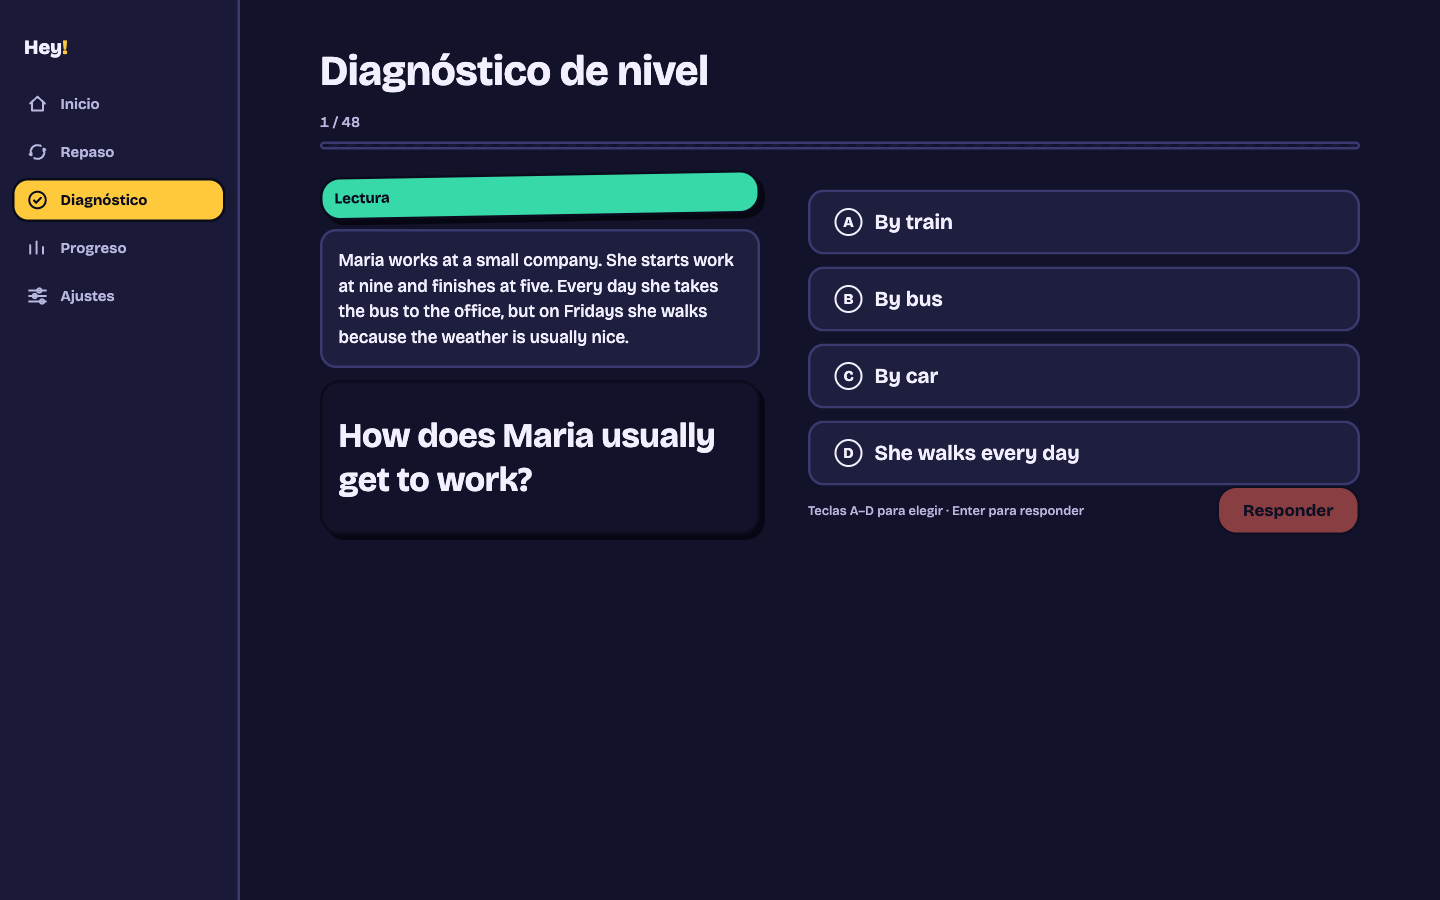 Hey!
Inicio
Repaso
Diagnóstico
Progreso
Ajustes
Diagnóstico de nivel
1 / 48
Lectura
Maria works at a small company. She starts work
at nine and finishes at five. Every day she takes
the bus to the office, but on Fridays she walks
because the weather is usually nice.
How does Maria usually
get to work?
A By train
B By bus
C By car
D She walks every day
Teclas A–D para elegir · Enter para responder
Responder